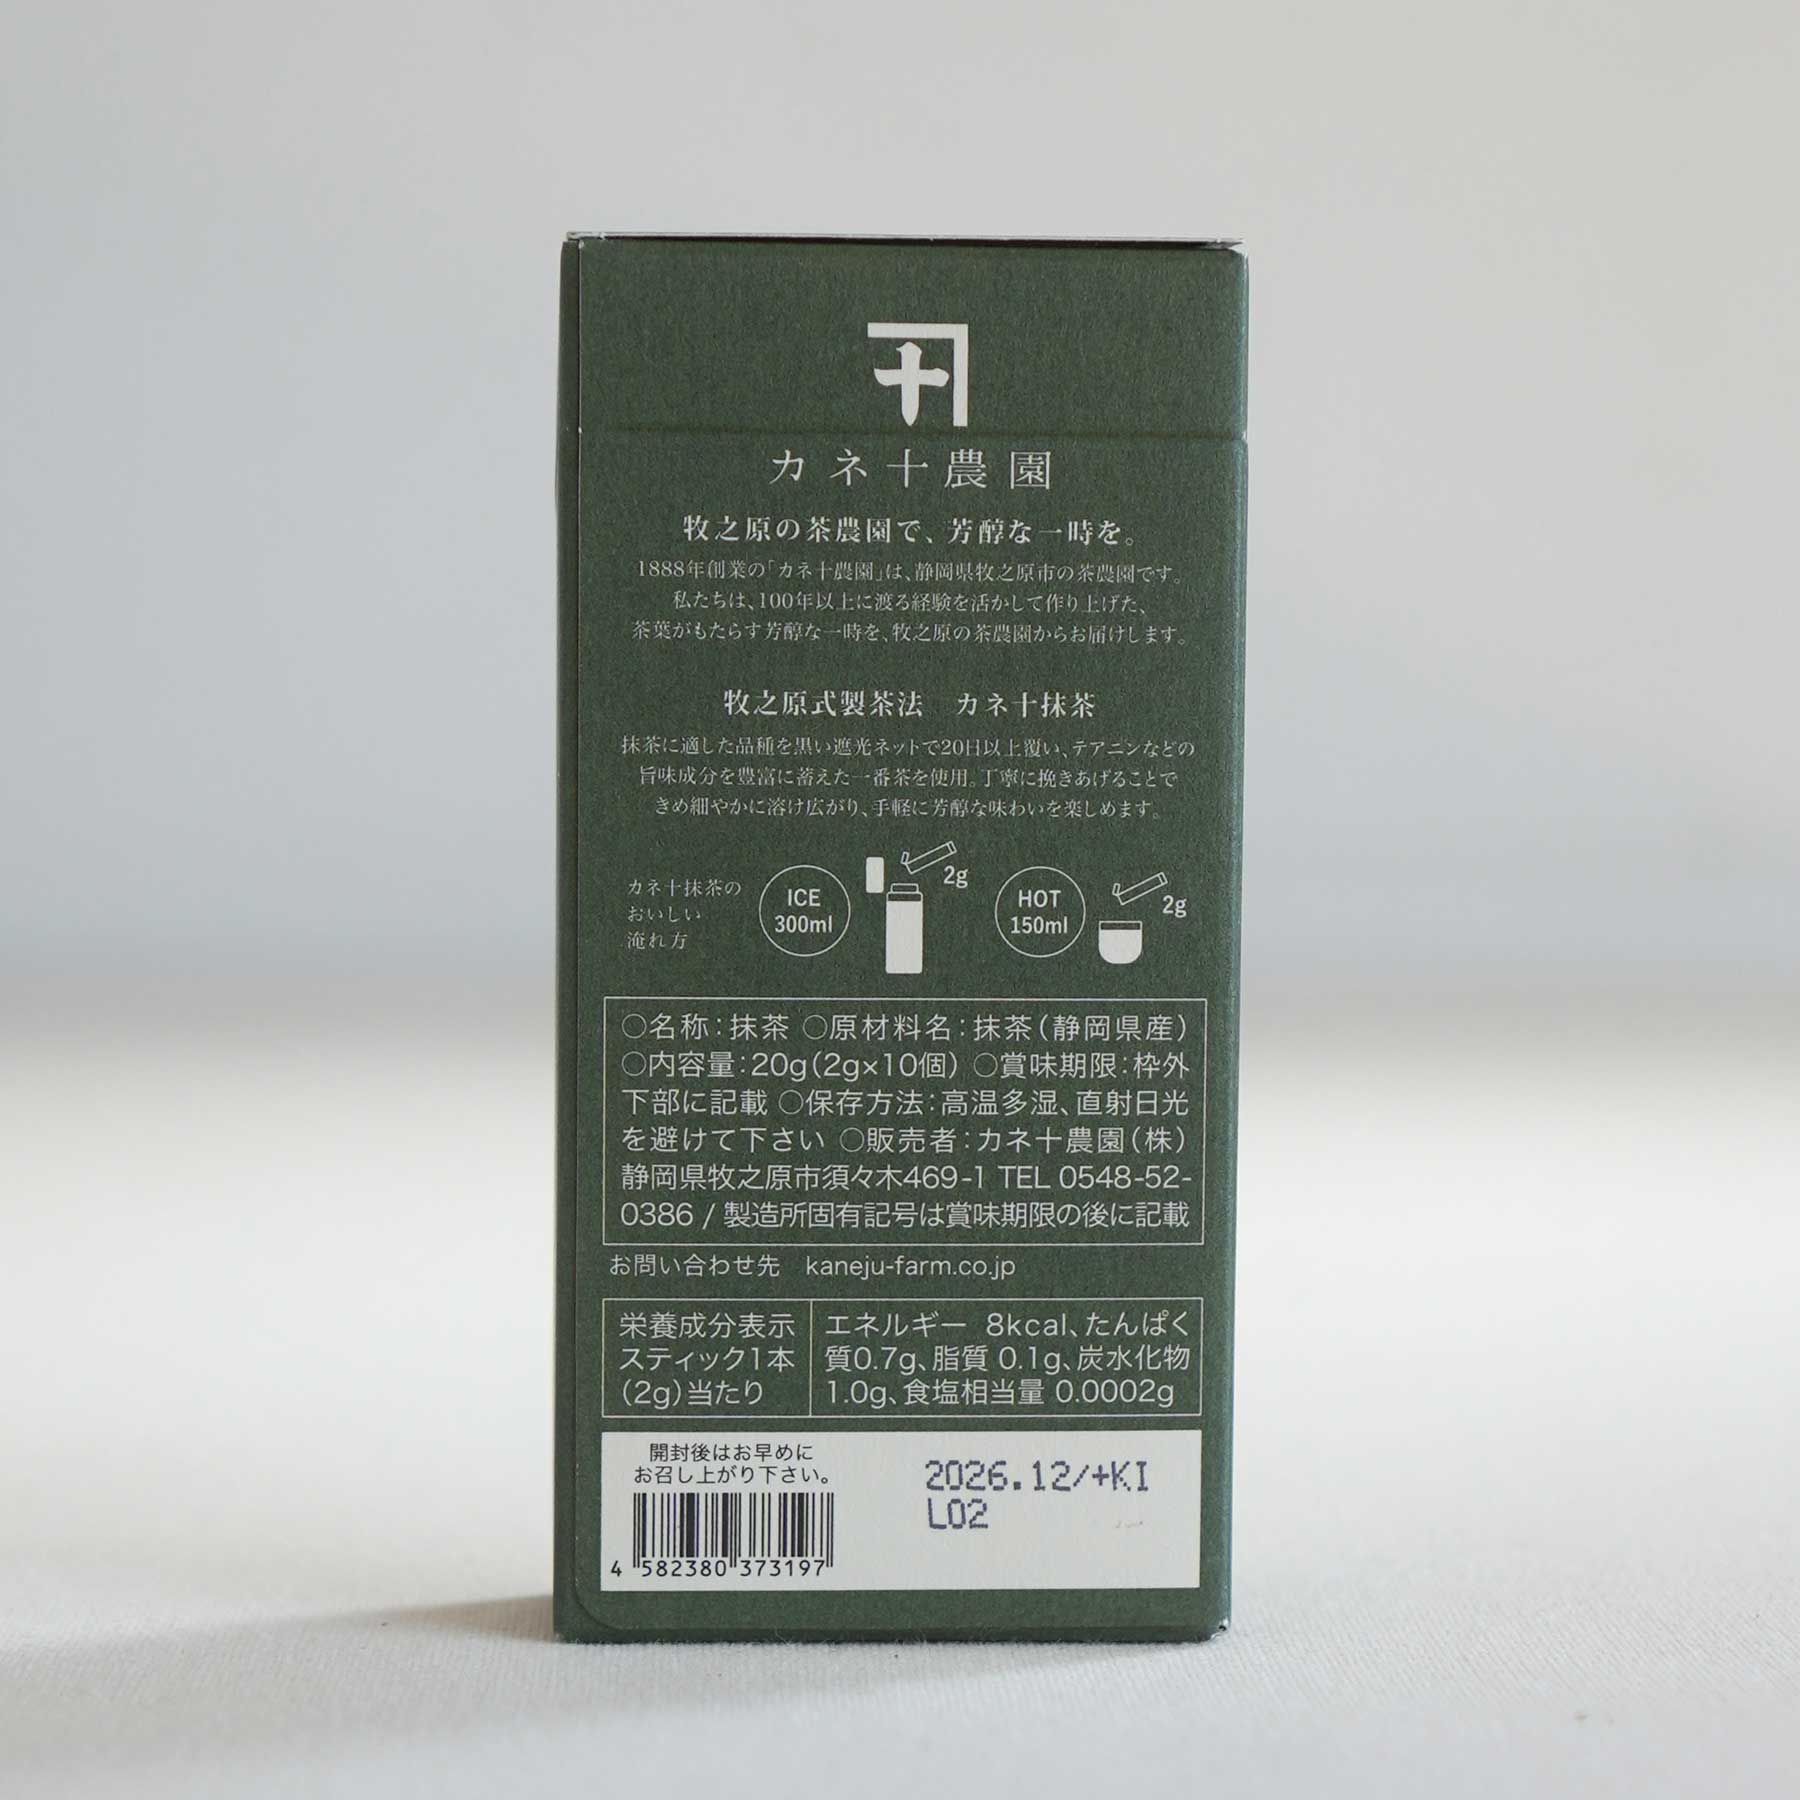 十
カネ十農園
牧之原の茶農園で、芳醇な一時を。
1888年創業の「カネ十農園」は、静岡県牧之原市の茶農園です。
私たちは、100年以上に渡る経験を活かして作り上げた、
茶葉がもたらす芳醇な一時を、牧之原の茶農園からお届けします。
牧之原式製茶法　カネ十抹茶
抹茶に適した品種を黒い遮光ネットで20日以上覆い、テアニンなどの
旨味成分を豊富に蓄えた一番茶を使用。丁寧に挽きあげることで
きめ細やかに溶け広がり、手軽に芳醇な味わいを楽しめます。
カネ十抹茶の
おいしい
淹れ方
ICE
300ml
2g
HOT
150ml
2g
○名称:抹茶 ○原材料名:抹茶(静岡県産)
○内容量:20g(2g×10個) ○賞味期限:枠外
下部に記載 ○保存方法:高温多湿、直射日光
を避けて下さい ○販売者:カネ十農園(株)
静岡県牧之原市須々木469-1 TEL 0548-52-
0386 / 製造所固有記号は賞味期限の後に記載
お問い合わせ先　kaneju-farm.co.jp
栄養成分表示
スティック1本
(2g)当たり
エネルギー 8kcal、たんぱく
質0.7g、脂質 0.1g、炭水化物
1.0g、食塩相当量 0.0002g
開封後はお早めに
お召し上がり下さい。
4 582380 373197
2026.12/+KI
L02